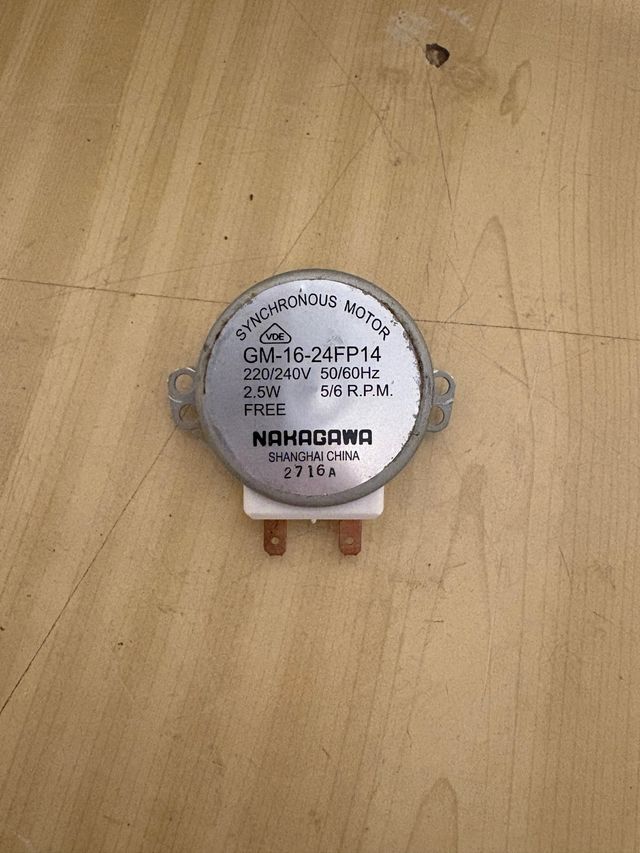 SYNCHRONOUS MOTOR
VDE
GM-16-24FP14
220/240V 50/60Hz
2.5W 5/6 R.P.M.
FREE
NAKAGAWA
SHANGHAI CHINA
2716A